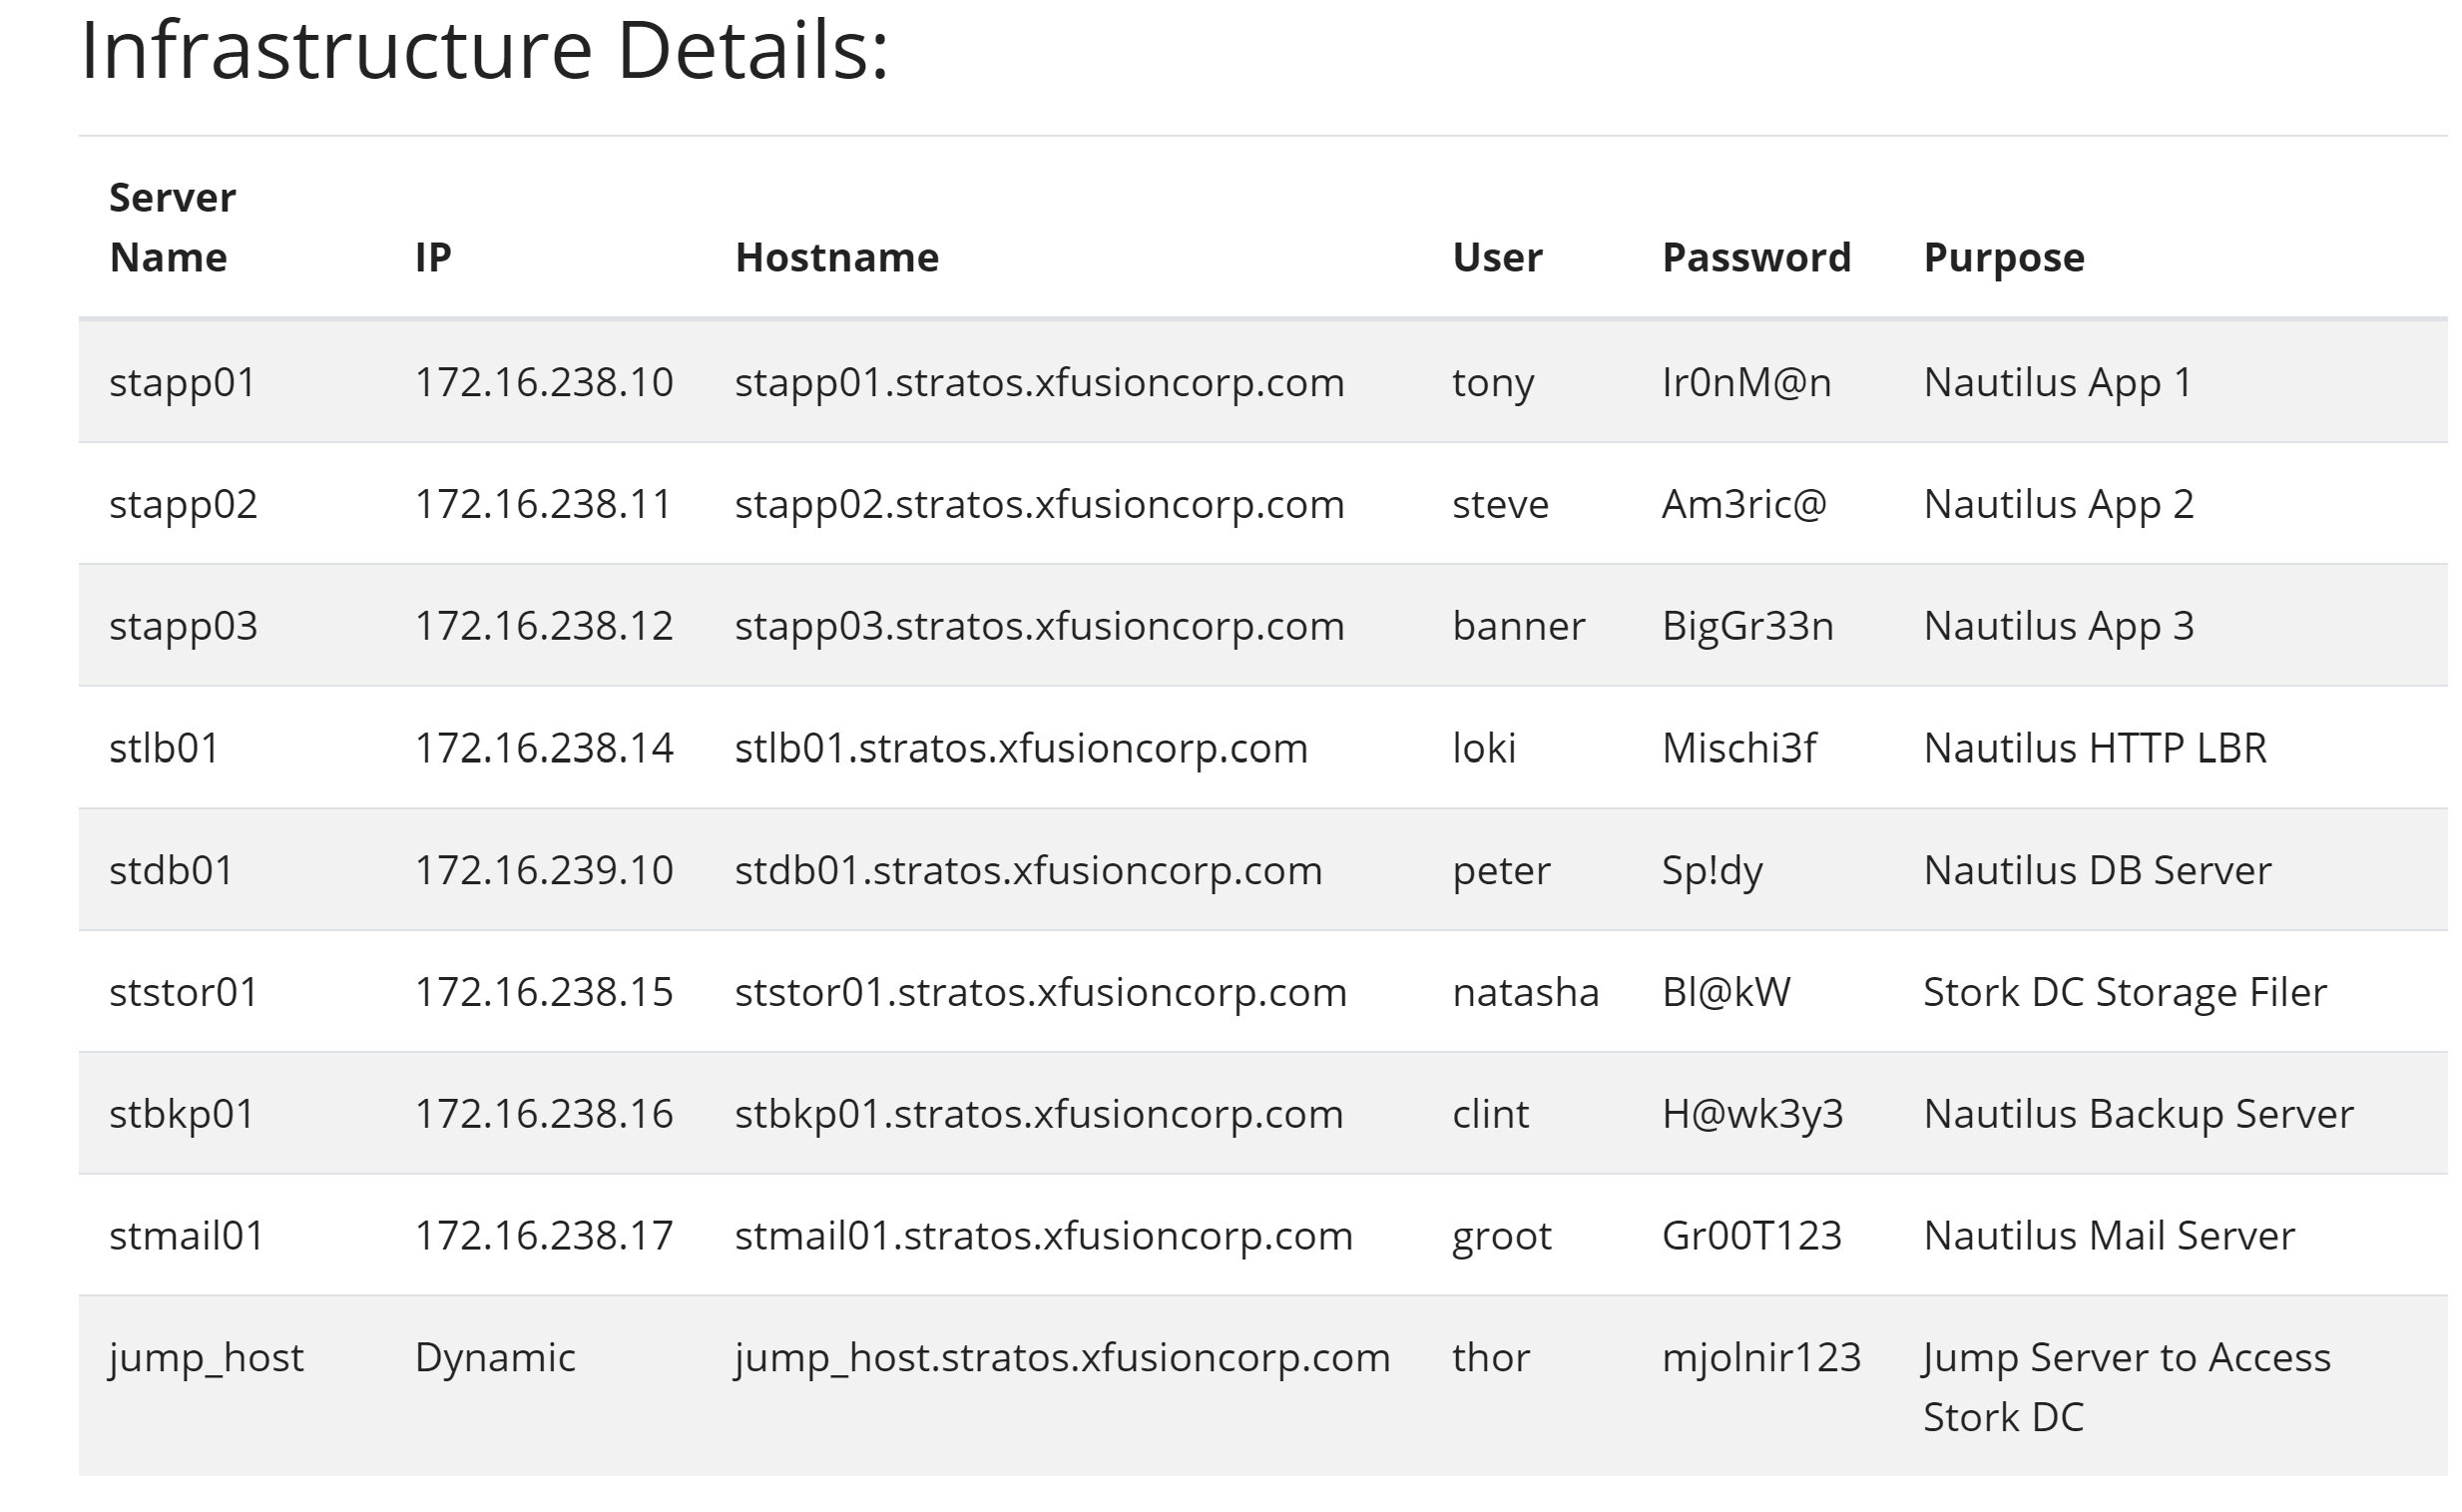 Infrastructure Details:
Server Name IP Hostname User Password Purpose
stapp01 172.16.238.10 stapp01.stratos.xfusioncorp.com tony Ir0nM@n Nautilus App 1
stapp02 172.16.238.11 stapp02.stratos.xfusioncorp.com steve Am3ric@ Nautilus App 2
stapp03 172.16.238.12 stapp03.stratos.xfusioncorp.com banner BigGr33n Nautilus App 3
stlb01 172.16.238.14 stlb01.stratos.xfusioncorp.com loki Mischi3f Nautilus HTTP LBR
stdb01 172.16.239.10 stdb01.stratos.xfusioncorp.com peter Sp!dy Nautilus DB Server
ststor01 172.16.238.15 ststor01.stratos.xfusioncorp.com natasha Bl@kW Stork DC Storage Filer
stbkp01 172.16.238.16 stbkp01.stratos.xfusioncorp.com clint H@wk3y3 Nautilus Backup Server
stmail01 172.16.238.17 stmail01.stratos.xfusioncorp.com groot Gr00T123 Nautilus Mail Server
jump_host Dynamic jump_host.stratos.xfusioncorp.com thor mjolnir123 Jump Server to Access
Stork DC